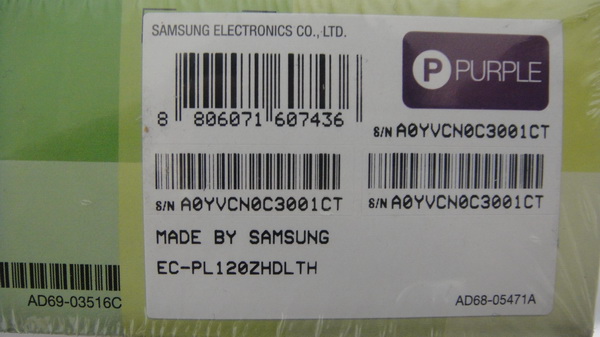 SAMSUNG ELECTRONICS CO., LTD.
P PURPLE
8 806071 607436
S/N A0YVCN0C3001CT
S/N A0YVCN0C3001CT
S/N A0YVCN0C3001CT
MADE BY SAMSUNG
EC-PL120ZHDLTH
AD69-03516C
AD68-05471A